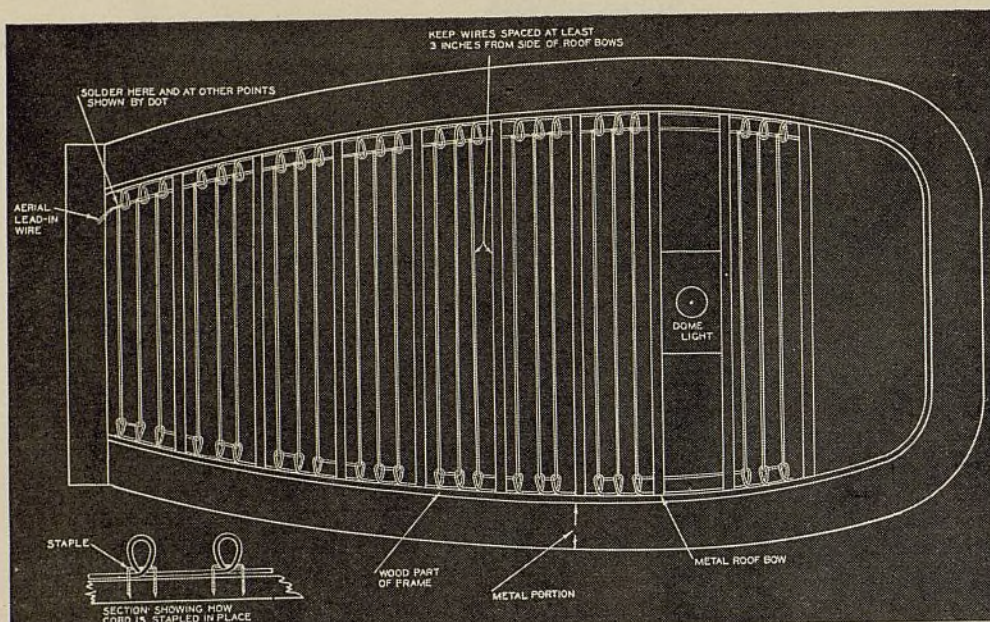 KEEP WIRES SPACED AT LEAST
3 INCHES FROM SIDE OF ROOF BOWS
SOLDER HERE AND AT OTHER POINTS
SHOWN BY DOT
AERIAL
LEAD-IN
WIRE
DOME
LIGHT
STAPLE
WOOD PART
OF FRAME
METAL PORTION
METAL ROOF BOW
SECTION SHOWING HOW
CORD IS STAPLED IN PLACE